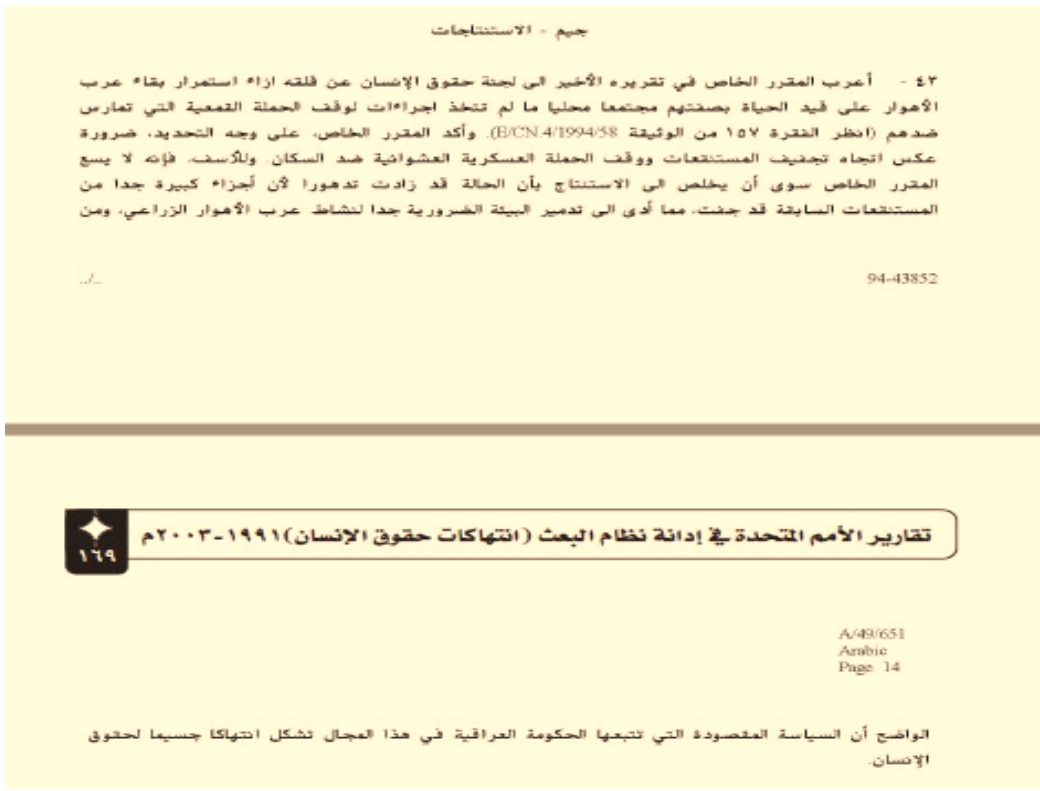 جيم - الاستنتاجات
٤٣ - أعرب المقرر الخاص في تقريره الأخير الى لجنة حقوق الإنسان عن قلقه ازاء استمرار بقاء عرب
الأهوار على قيد الحياة بصفتهم مجتمعا محليا ما لم تتخذ اجراءات لوقف الحملة القمعية التي تمارس
ضدهم (انظر الفقرة ١٥٧ من الوثيقة E/CN.4/1994/58). وأكد المقرر الخاص، على وجه التحديد، ضرورة
عكس اتجاه تجفيف المستنقعات ووقف الحملة العسكرية العشوائية ضد السكان. وللأسف، فإنه لا يسع
المقرر الخاص سوى أن يخلص الى الاستنتاج بأن الحالة قد زادت تدهورا لأن أجزاء كبيرة جدا من
المستنقعات السابقة قد جفت، مما أدى الى تدمير البيئة الضرورية جدا لنشاط عرب الأهوار الزراعي، ومن
94-43852
../..
تقارير الأمم المتحدة في إدانة نظام البعث (انتهاكات حقوق الإنسان) ١٩٩١-٢٠٠٣م
١٦٩
A/49/651
Arabic
Page 14
الواضح أن السياسة المقصودة التي تتبعها الحكومة العراقية في هذا المجال تشكل انتهاكا جسيما لحقوق
الإنسان.